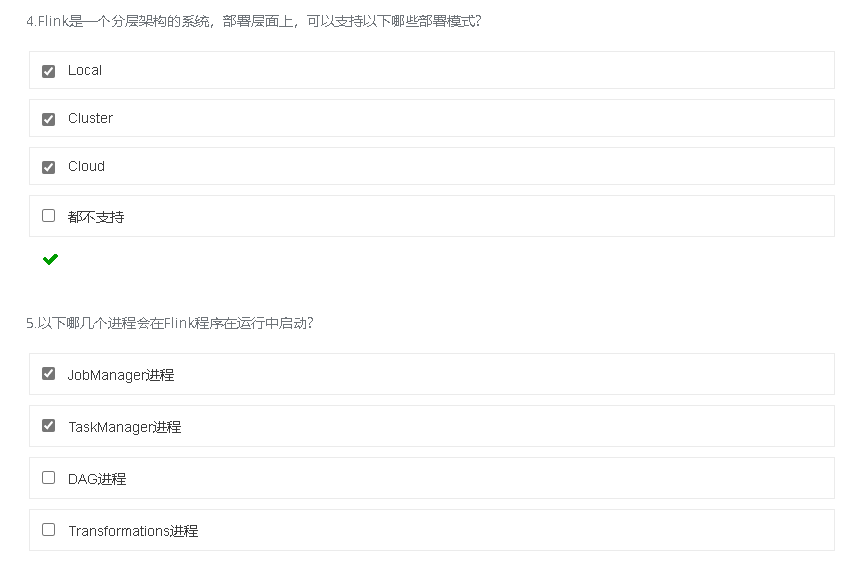 4.Flink是一个分层架构的系统，部署层面上，可以支持以下哪些部署模式?
Local
Cluster
Cloud
都不支持
5.以下哪几个进程会在Flink程序在运行中启动?
JobManager进程
TaskManager进程
DAG进程
Transformations进程